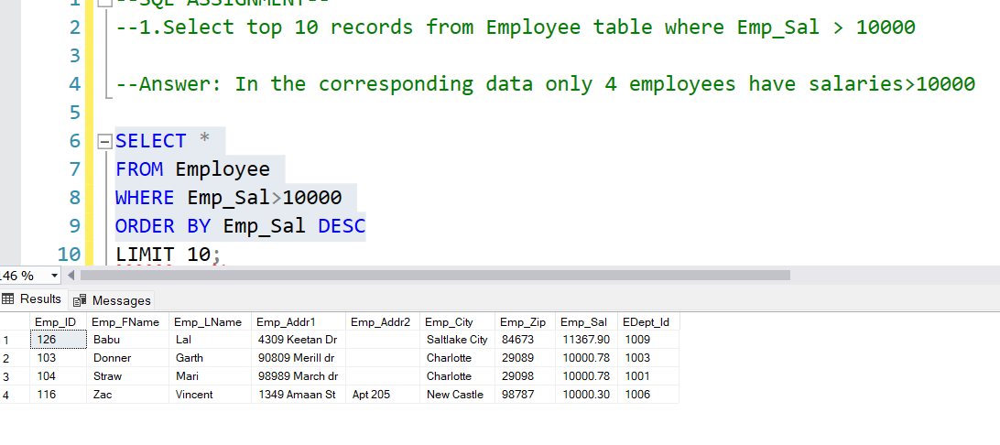 1 --SQL ASSIGNMENT--
2 --1.Select top 10 records from Employee table where Emp_Sal > 10000
3
4 --Answer: In the corresponding data only 4 employees have salaries>10000
5
6 SELECT *
7 FROM Employee
8 WHERE Emp_Sal>10000
9 ORDER BY Emp_Sal DESC
10 LIMIT 10;
46 %
Results Messages
Emp_ID Emp_FName Emp_LName Emp_Addr1 Emp_Addr2 Emp_City Emp_Zip Emp_Sal EDept_Id
1 126 Babu Lal 4309 Keetan Dr Saltlake City 84673 11367.90 1009
2 103 Donner Garth 90809 Merill dr Charlotte 29089 10000.78 1003
3 104 Straw Mari 98989 March dr Charlotte 29098 10000.78 1001
4 116 Zac Vincent 1349 Amaan St Apt 205 New Castle 98787 10000.30 1006